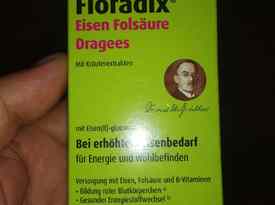 Floradix®
Eisen Folsäure
Dragees
Mit Kräuterextrakten
mit Eisen(II)-gluconat
Bei erhöhtem Eisenbedarf
für Energie und Wohlbefinden
Versorgung mit Eisen, Folsäure und B-Vitaminen
• Bildung roter Blutkörperchen
• Gesunder Energiestoffwechsel